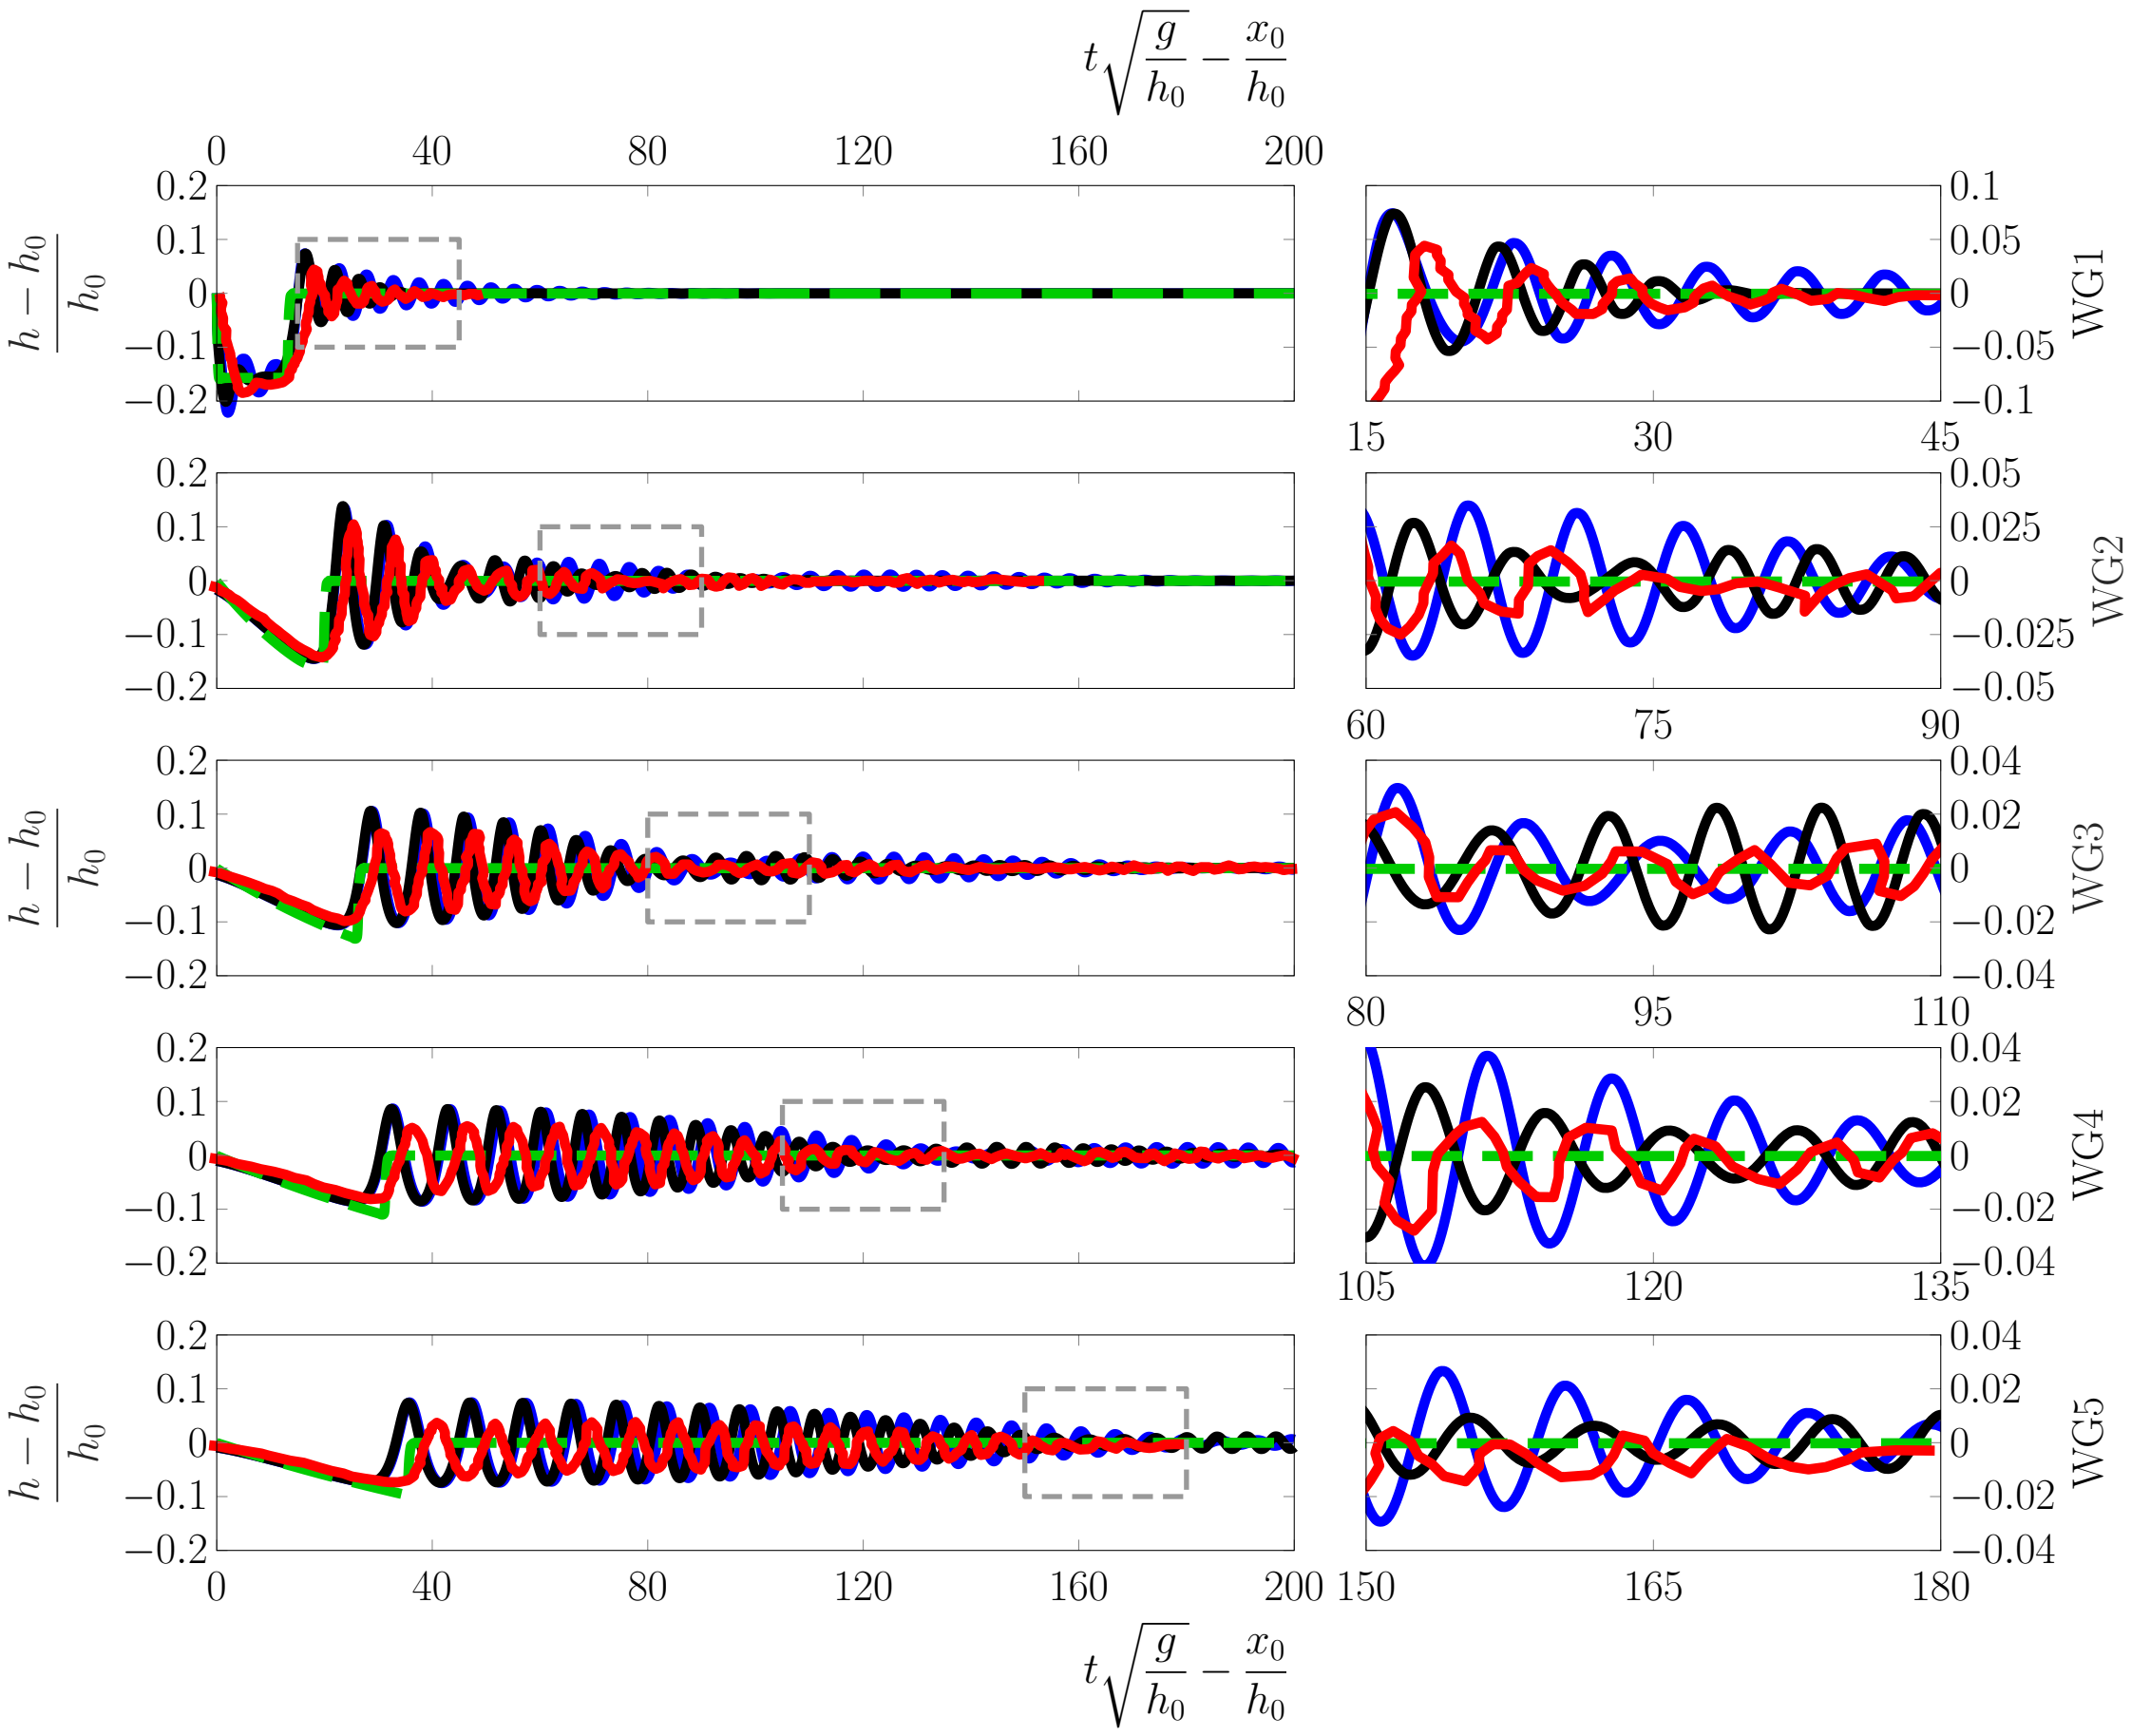 t√(g/h₀) − x₀/h₀
0 40 80 120 160 200
0.2 0.1 0 −0.1 −0.2
(h − h₀)/h₀
0.1 0.05 0 −0.05 −0.1
WG1
15 30 45
0.2 0.1 0 −0.1 −0.2
0.05 0.025 0 −0.025 −0.05
WG2
60 75 90
0.2 0.1 0 −0.1 −0.2
(h − h₀)/h₀
0.04 0.02 0 −0.02 −0.04
WG3
80 95 110
0.2 0.1 0 −0.1 −0.2
0.04 0.02 0 −0.02 −0.04
WG4
105 120 135
0.2 0.1 0 −0.1 −0.2
(h − h₀)/h₀
0.04 0.02 0 −0.02 −0.04
WG5
0 40 80 120 160 200
150 165 180
t√(g/h₀) − x₀/h₀